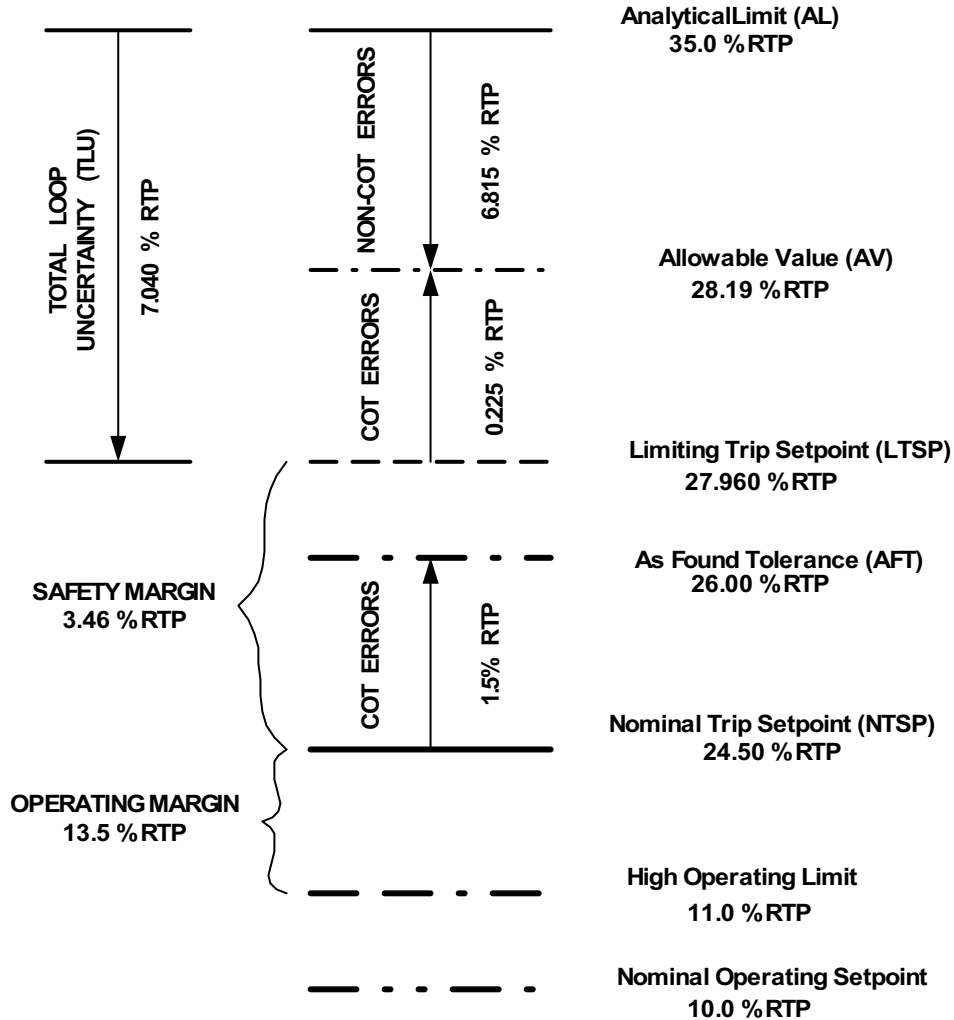 AnalyticalLimit (AL)
35.0 %RTP
TOTAL LOOP
UNCERTAINTY (TLU)
7.040 % RTP
NON-COT ERRORS
6.815 % RTP
Allowable Value (AV)
28.19 %RTP
COT ERRORS
0.225 % RTP
Limiting Trip Setpoint (LTSP)
27.960 %RTP
As Found Tolerance (AFT)
26.00 %RTP
SAFETY MARGIN
3.46 %RTP
COT ERRORS
1.5% RTP
Nominal Trip Setpoint (NTSP)
24.50 %RTP
OPERATING MARGIN
13.5 %RTP
High Operating Limit
11.0 %RTP
Nominal Operating Setpoint
10.0 %RTP